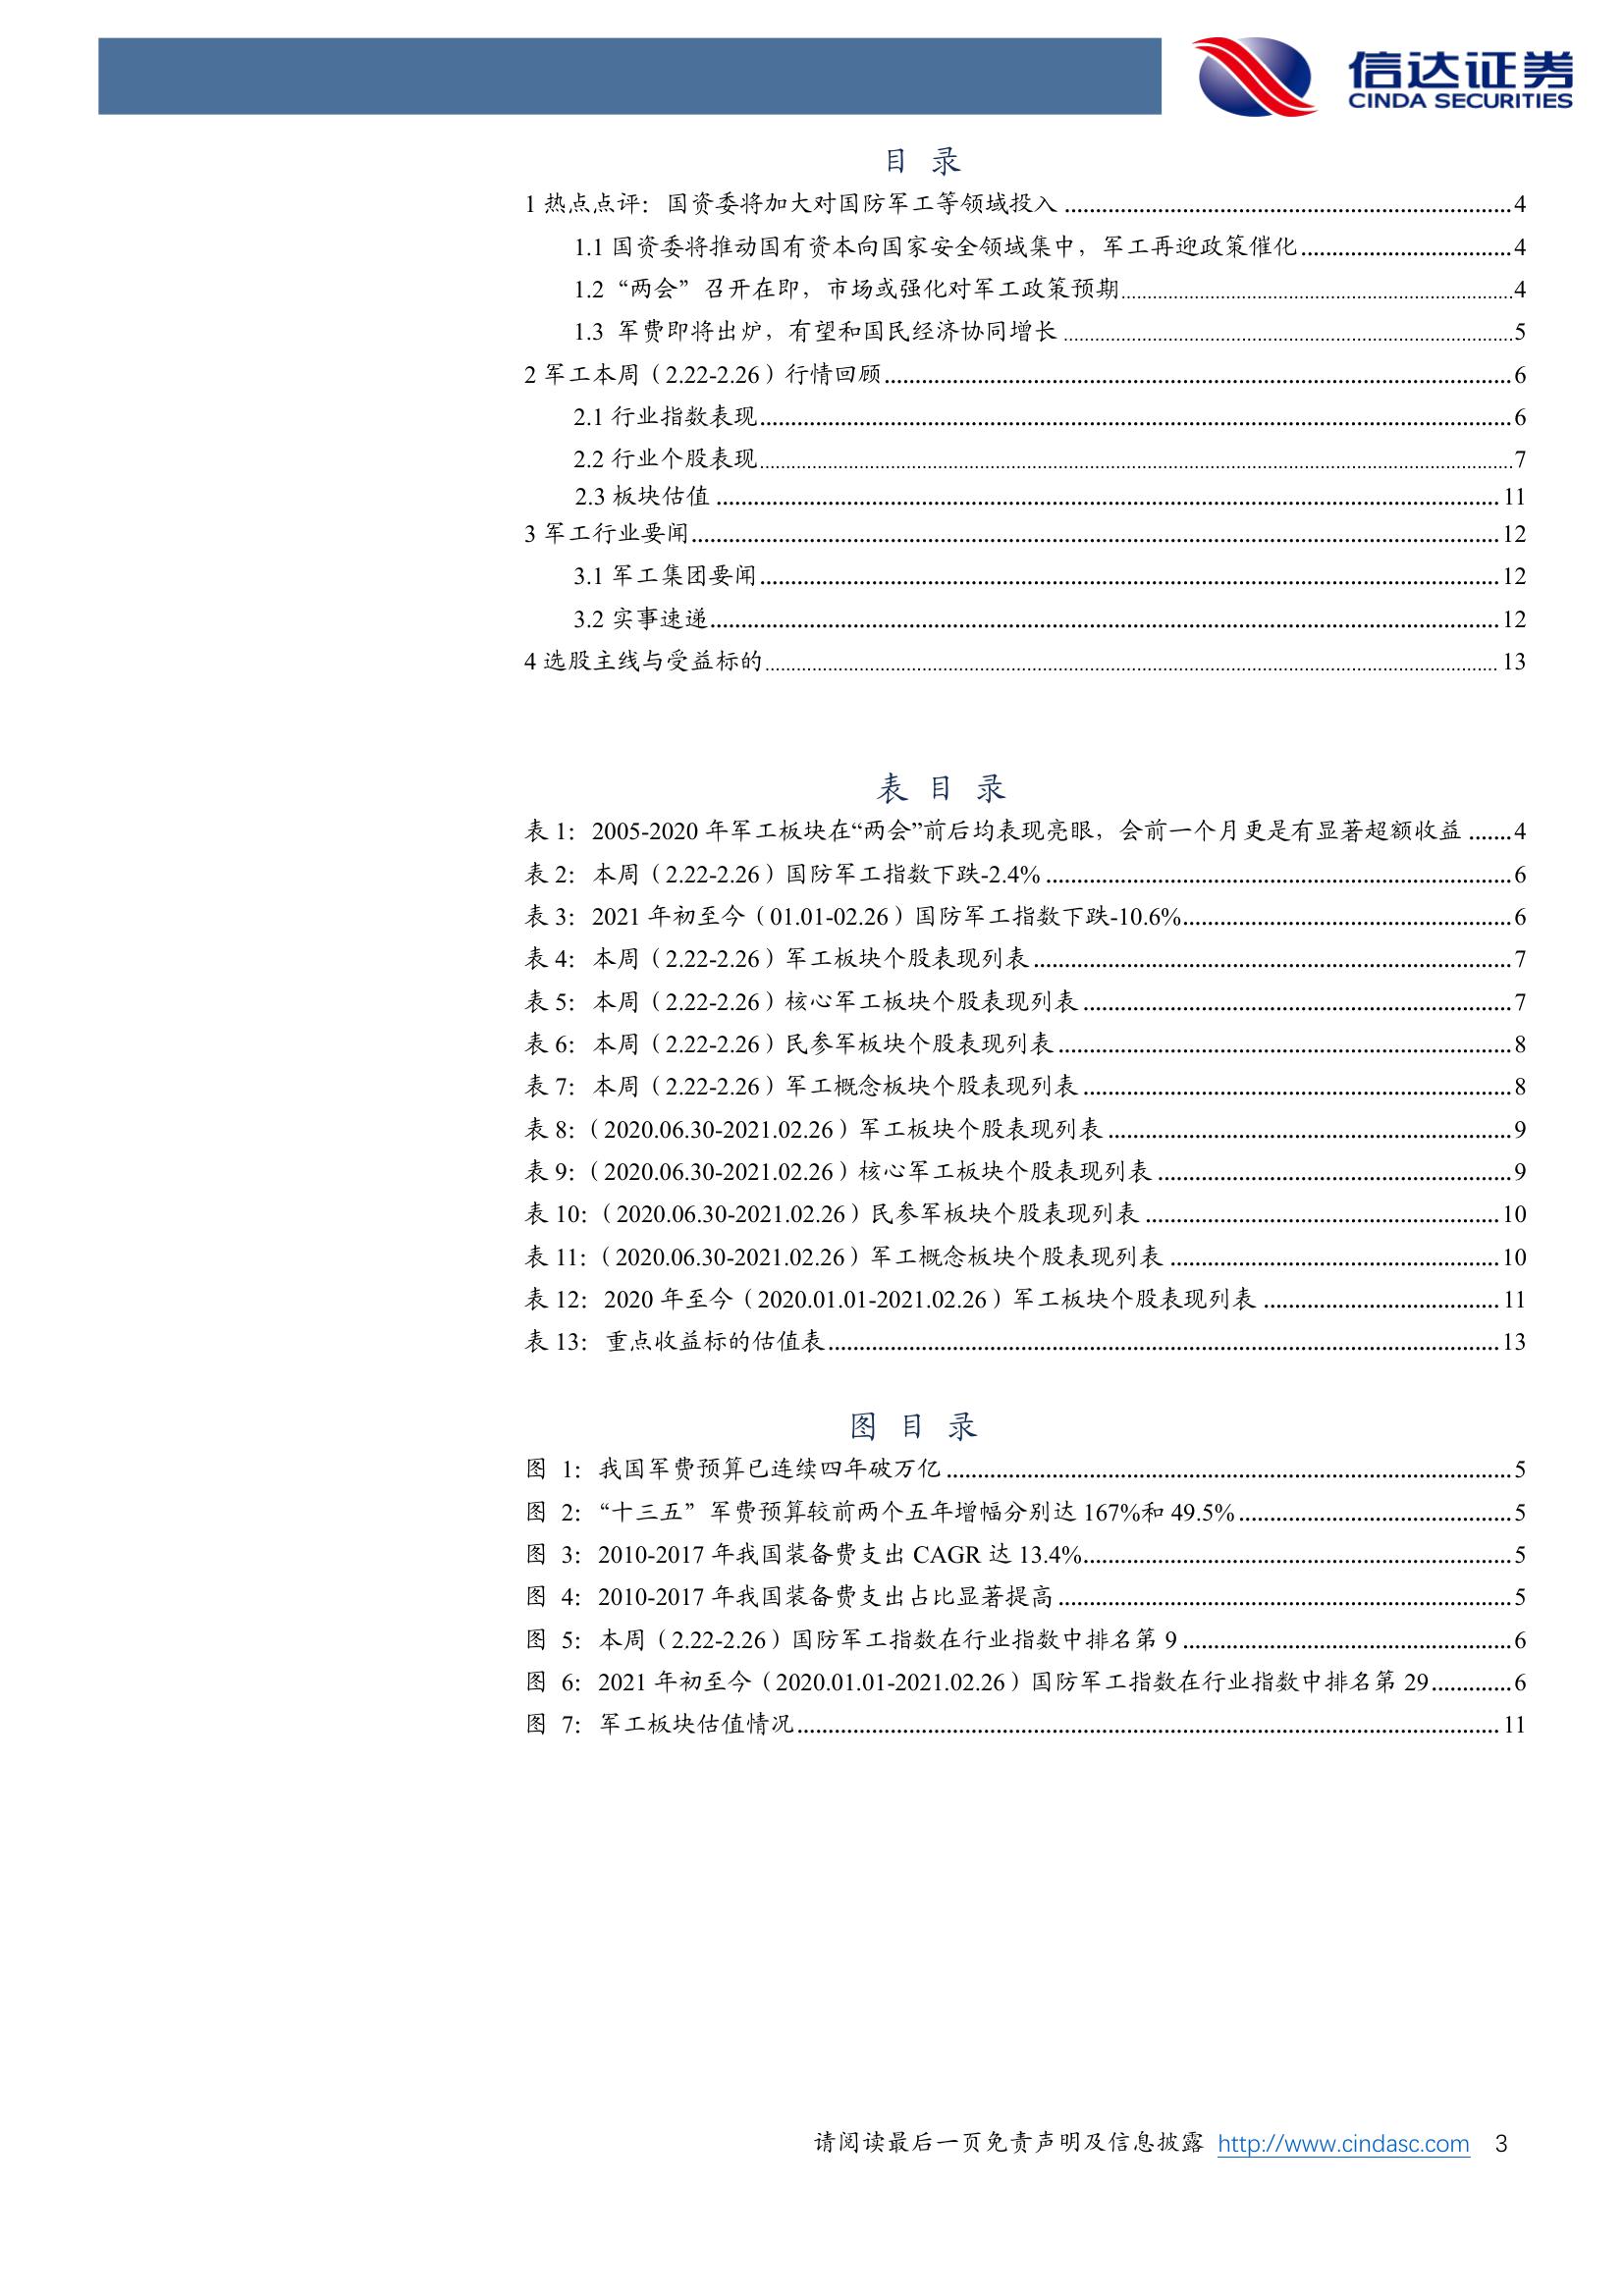 信达证券
CINDA SECURITIES
目 录
1 热点点评：国资委将加大对国防军工等领域投入 ........ 4
1.1 国资委将推动国有资本向国家安全领域集中，军工再迎政策催化 ........ 4
1.2“两会”召开在即，市场或强化对军工政策预期 ........ 4
1.3 军费即将出炉，有望和国民经济协同增长 ........ 5
2 军工本周（2.22-2.26）行情回顾 ........ 6
2.1 行业指数表现 ........ 6
2.2 行业个股表现 ........ 7
2.3 板块估值 ........ 11
3 军工行业要闻 ........ 12
3.1 军工集团要闻 ........ 12
3.2 实事速递 ........ 12
4 选股主线与受益标的 ........ 13
表 目 录
表 1：2005-2020 年军工板块在“两会”前后均表现亮眼，会前一个月更是有显著超额收益 ........ 4
表 2：本周（2.22-2.26）国防军工指数下跌-2.4% ........ 6
表 3：2021 年初至今（01.01-02.26）国防军工指数下跌-10.6% ........ 6
表 4：本周（2.22-2.26）军工板块个股表现列表 ........ 7
表 5：本周（2.22-2.26）核心军工板块个股表现列表 ........ 7
表 6：本周（2.22-2.26）民参军板块个股表现列表 ........ 8
表 7：本周（2.22-2.26）军工概念板块个股表现列表 ........ 8
表 8:（2020.06.30-2021.02.26）军工板块个股表现列表 ........ 9
表 9:（2020.06.30-2021.02.26）核心军工板块个股表现列表 ........ 9
表 10:（2020.06.30-2021.02.26）民参军板块个股表现列表 ........ 10
表 11:（2020.06.30-2021.02.26）军工概念板块个股表现列表 ........ 10
表 12：2020 年至今（2020.01.01-2021.02.26）军工板块个股表现列表 ........ 11
表 13：重点收益标的估值表 ........ 13
图 目 录
图 1：我国军费预算已连续四年破万亿 ........ 5
图 2：“十三五”军费预算较前两个五年增幅分别达 167%和 49.5% ........ 5
图 3：2010-2017 年我国装备费支出 CAGR 达 13.4% ........ 5
图 4：2010-2017 年我国装备费支出占比显著提高 ........ 5
图 5：本周（2.22-2.26）国防军工指数在行业指数中排名第 9 ........ 6
图 6：2021 年初至今（2020.01.01-2021.02.26）国防军工指数在行业指数中排名第 29 ........ 6
图 7：军工板块估值情况 ........ 11
请阅读最后一页免责声明及信息披露 http://www.cindasc.com 3